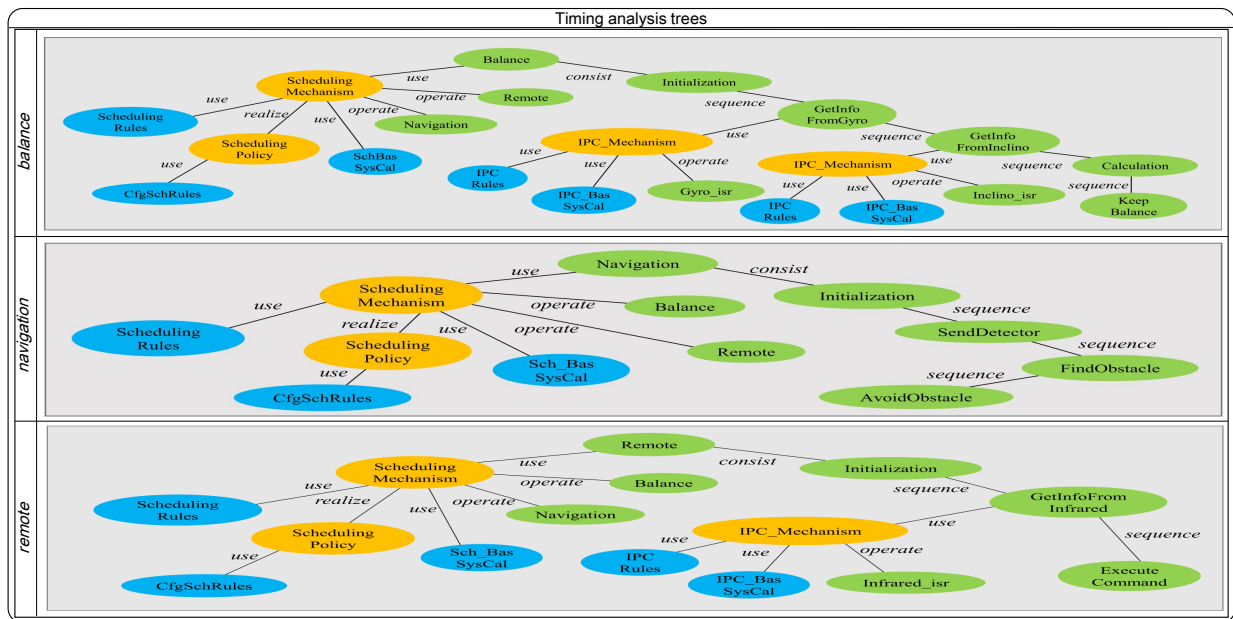 Timing analysis trees
balance
Balance
use
consist
Scheduling
Mechanism
Initialization
use
operate
Remote
sequence
realize
operate
GetInfo
FromGyro
Scheduling
Rules
use
Navigation
use
sequence
Scheduling
Policy
IPC_Mechanism
GetInfo
FromInclino
use
SchBas
SysCal
use
use
operate
IPC_Mechanism
use
sequence
Calculation
CfgSchRules
IPC
Rules
IPC_Bas
SysCal
Gyro_isr
use
use
operate
Inclino_isr
sequence
IPC
Rules
IPC_Bas
SysCal
Keep
Balance
navigation
Navigation
use
consist
Scheduling
Mechanism
Initialization
use
operate
Balance
sequence
realize
use
operate
SendDetector
Scheduling
Rules
Scheduling
Policy
Remote
sequence
use
Sch_Bas
SysCal
sequence
FindObstacle
CfgSchRules
AvoidObstacle
remote
Remote
use
consist
Scheduling
Mechanism
Initialization
use
operate
Balance
sequence
realize
operate
GetInfoFrom
Infrared
Scheduling
Rules
use
Navigation
use
Scheduling
Policy
IPC_Mechanism
sequence
use
Sch_Bas
SysCal
use
use
operate
CfgSchRules
IPC
Rules
IPC_Bas
SysCal
Infrared_isr
Execute
Command